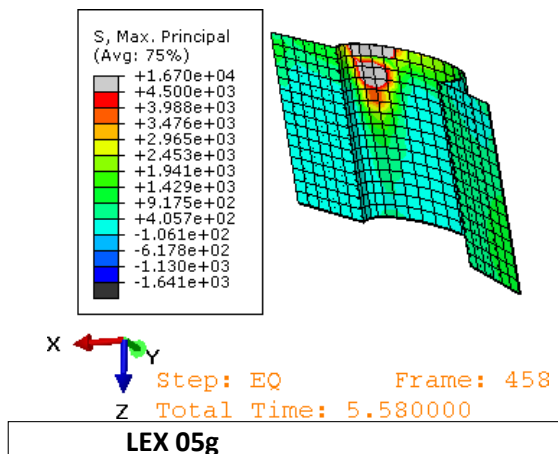 S, Max. Principal
(Avg: 75%)
+1.670e+04
+4.500e+03
+3.988e+03
+3.476e+03
+2.965e+03
+2.453e+03
+1.941e+03
+1.429e+03
+9.175e+02
+4.057e+02
-1.061e+02
-6.178e+02
-1.130e+03
-1.641e+03
X
Y
Z
Step: EQ Frame: 458
Total Time: 5.580000
LEX 05g